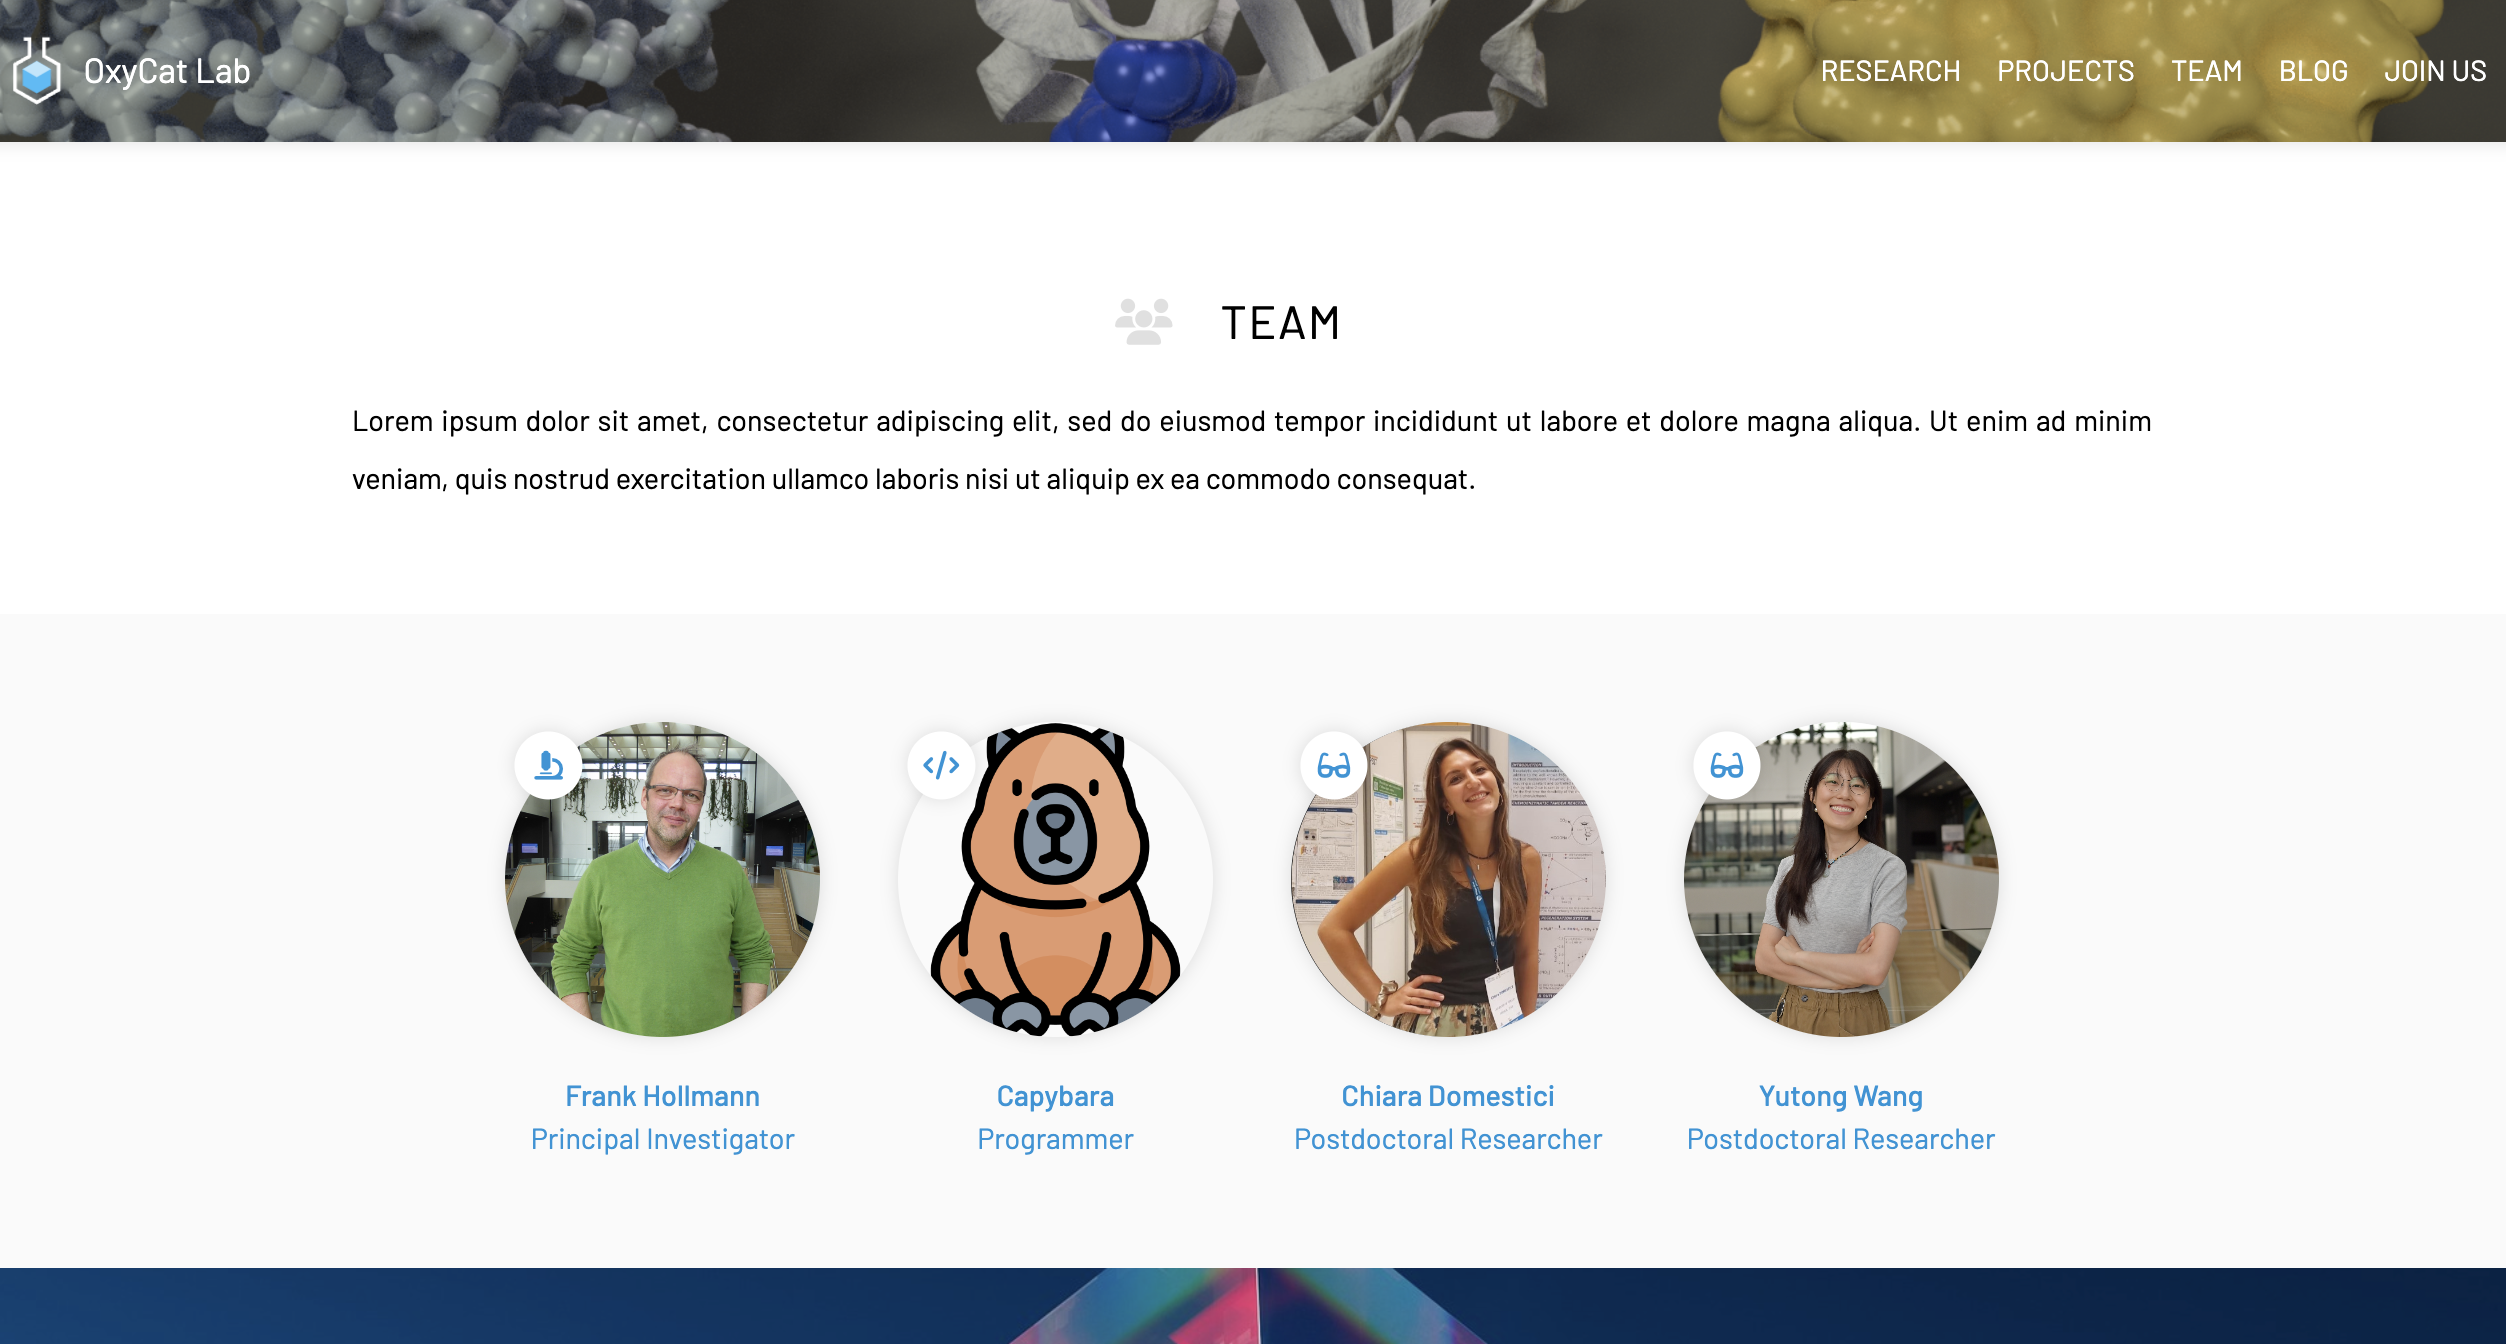 OxyCat Lab
RESEARCH PROJECTS TEAM BLOG JOIN US
TEAM
Lorem ipsum dolor sit amet, consectetur adipiscing elit, sed do eiusmod tempor incididunt ut labore et dolore magna aliqua. Ut enim ad minim
veniam, quis nostrud exercitation ullamco laboris nisi ut aliquip ex ea commodo consequat.
Frank Hollmann
Principal Investigator
Capybara
Programmer
Chiara Domestici
Postdoctoral Researcher
Yutong Wang
Postdoctoral Researcher